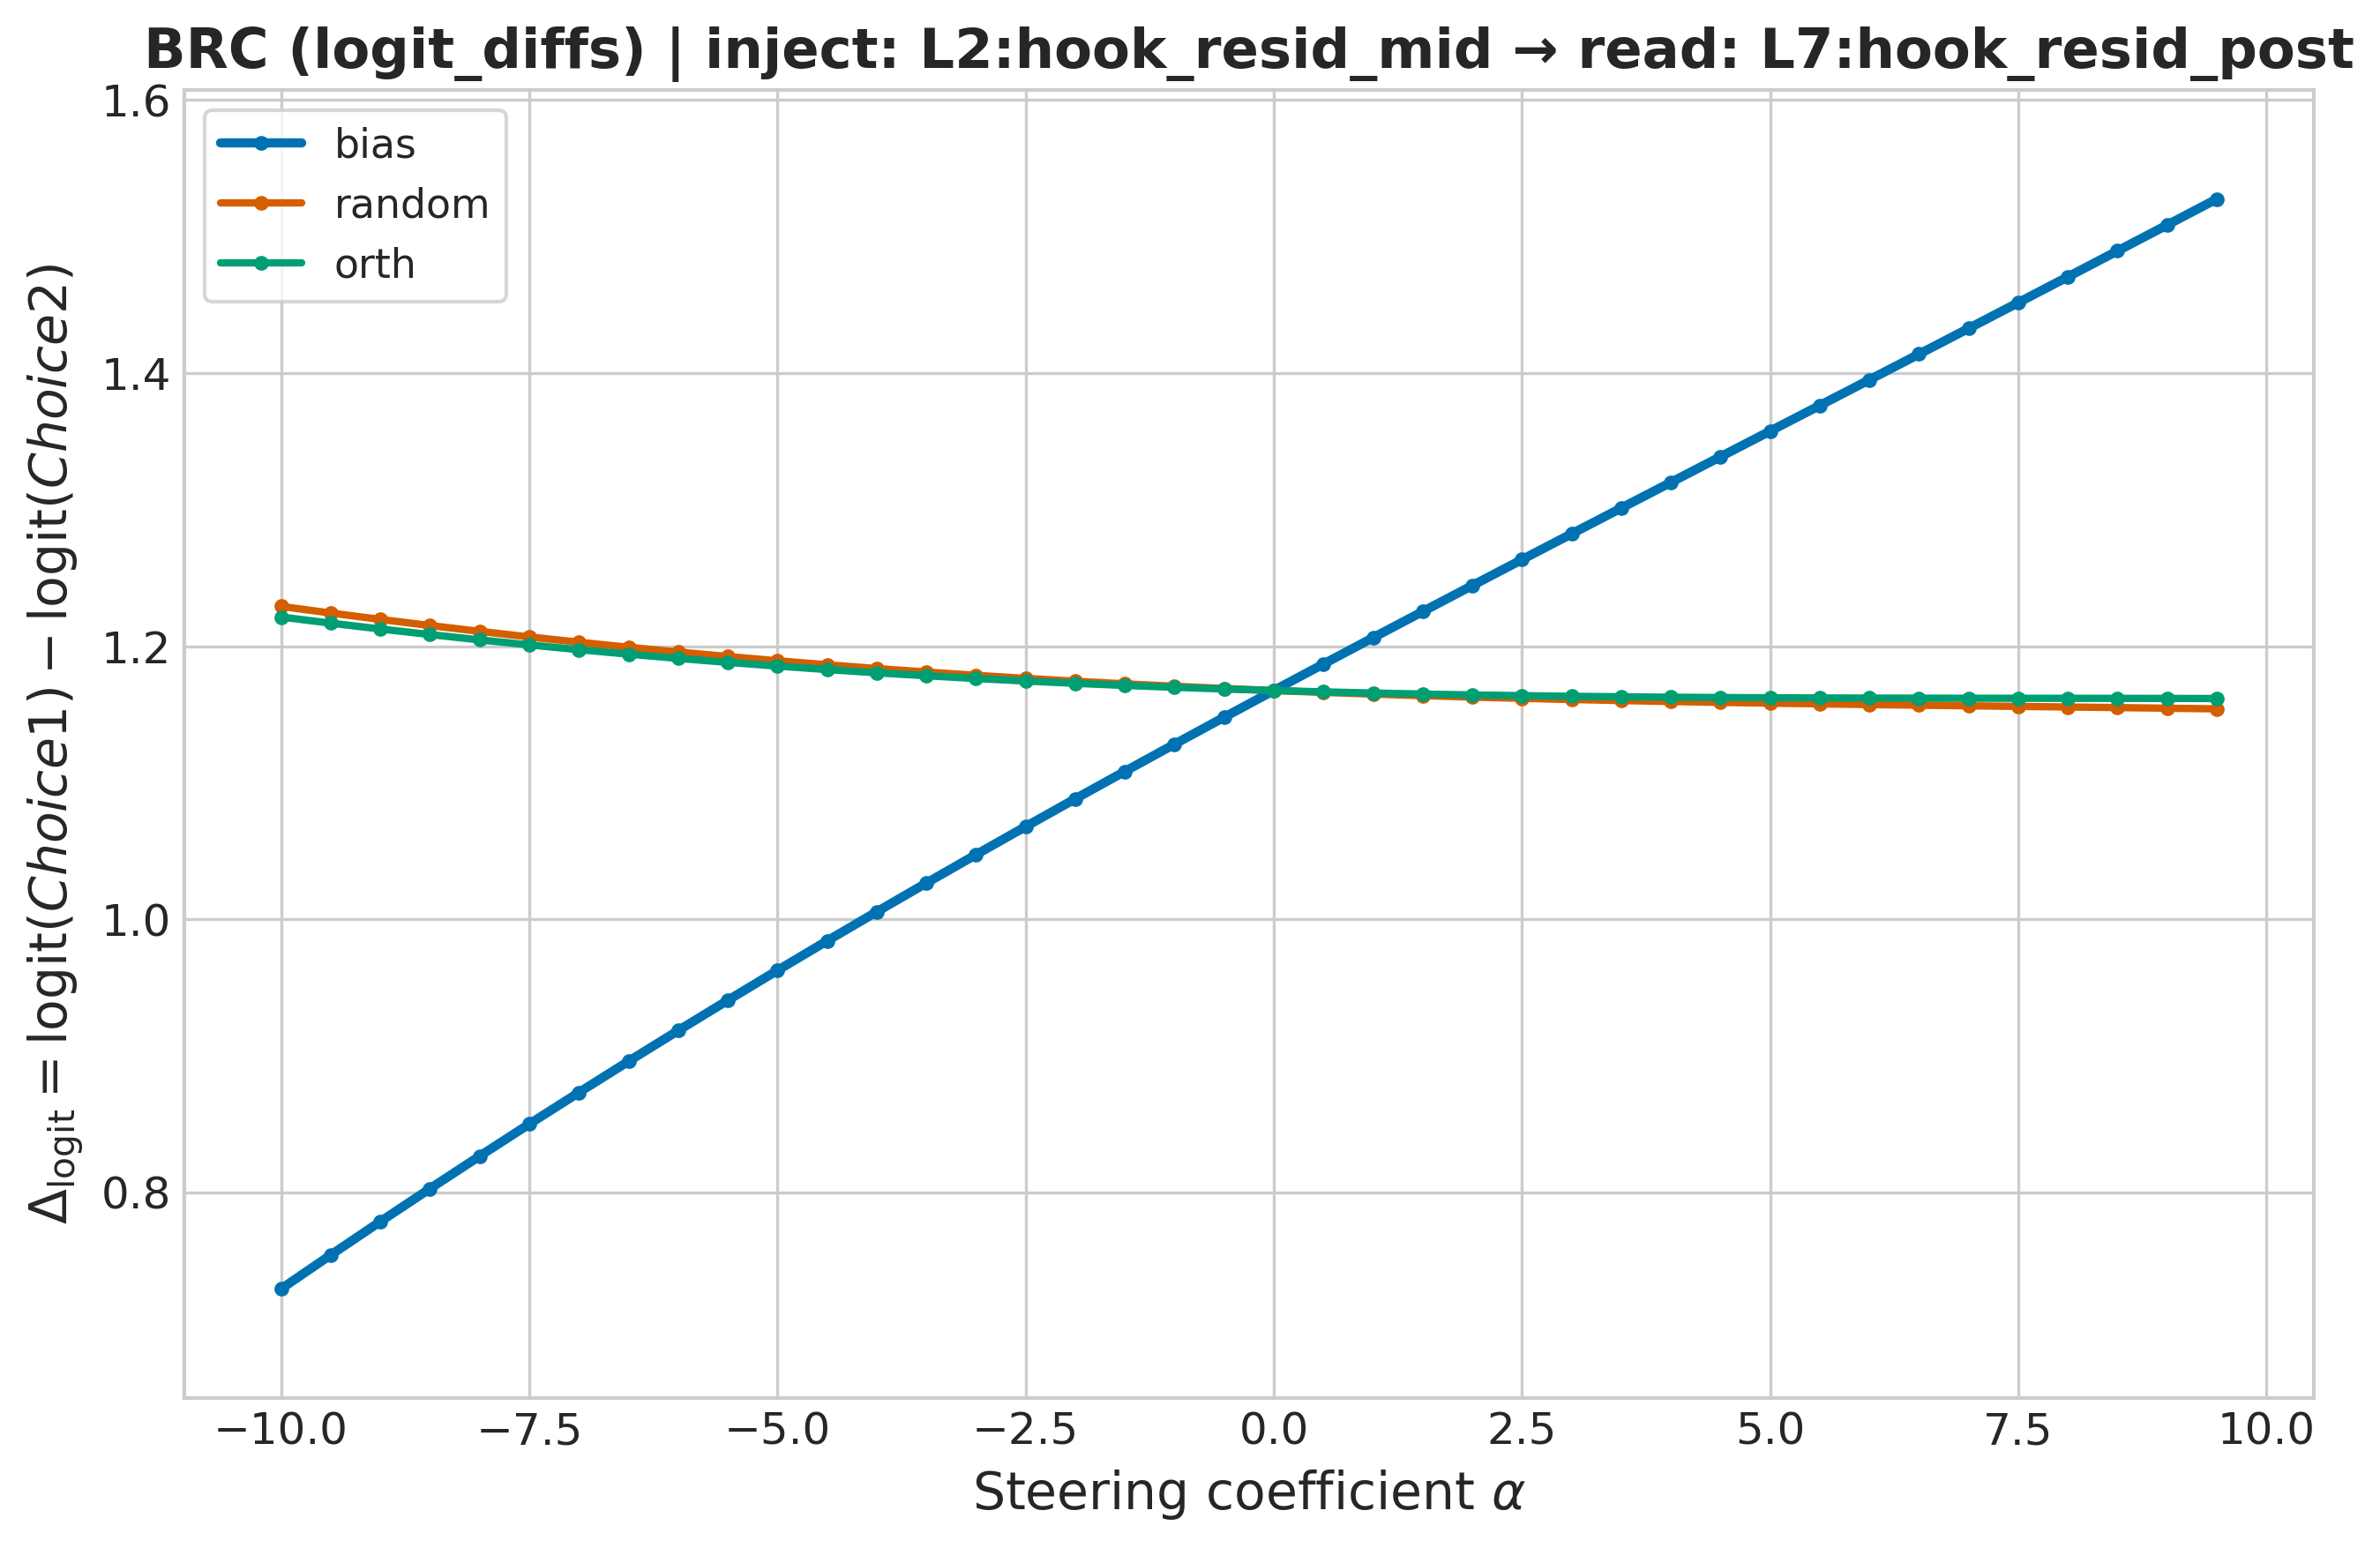 BRC (logit_diffs) | inject: L2:hook_resid_mid → read: L7:hook_resid_post
bias
random
orth
Δlogit = logit(Choice1) − logit(Choice2)
1.6
1.4
1.2
1.0
0.8
−10.0 −7.5 −5.0 −2.5 0.0 2.5 5.0 7.5 10.0
Steering coefficient α